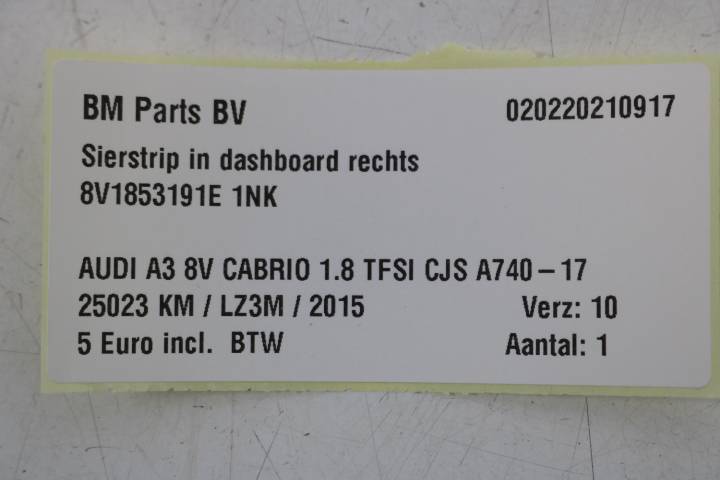 BM Parts BV 020220210917
Sierstrip in dashboard rechts
8V1853191E 1NK
AUDI A3 8V CABRIO 1.8 TFSI CJS A740 – 17
25023 KM / LZ3M / 2015 Verz: 10
5 Euro incl. BTW Aantal: 1